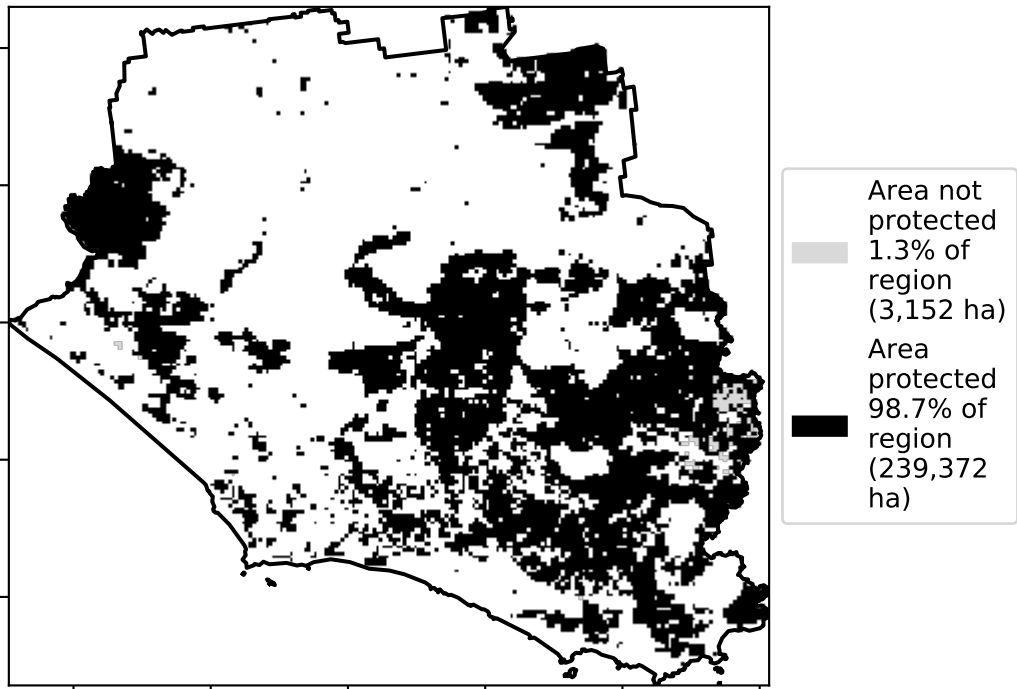 Area not
protected
1.3% of
region
(3,152 ha)
Area
protected
98.7% of
region
(239,372
ha)